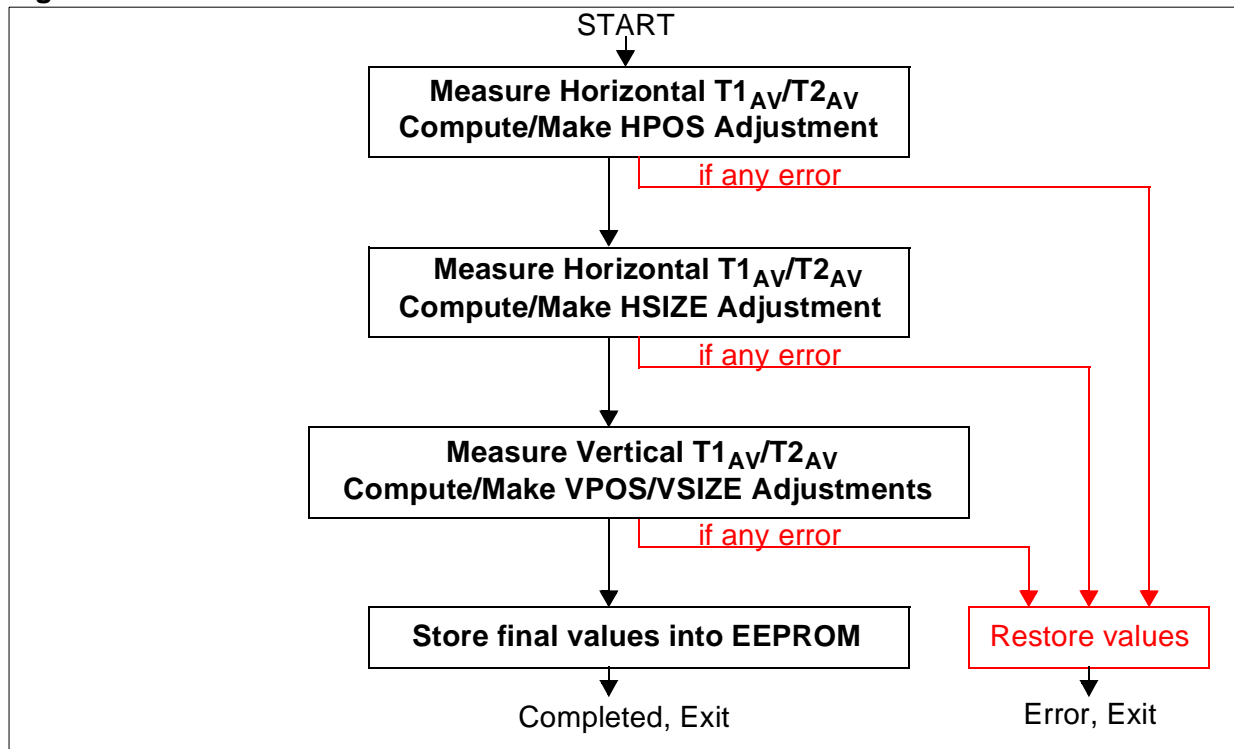 START
Measure Horizontal T1AV/T2AV
Compute/Make HPOS Adjustment
if any error
Measure Horizontal T1AV/T2AV
Compute/Make HSIZE Adjustment
if any error
Measure Vertical T1AV/T2AV
Compute/Make VPOS/VSIZE Adjustments
if any error
Store final values into EEPROM
Restore values
Completed, Exit
Error, Exit